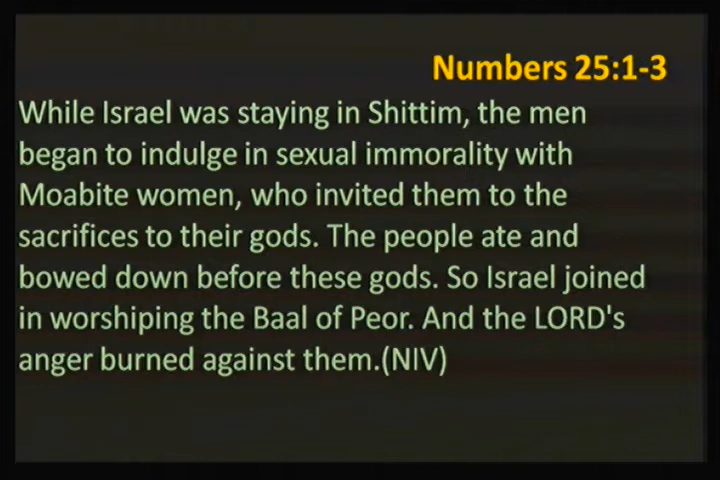 Numbers 25:1-3
While Israel was staying in Shittim, the men
began to indulge in sexual immorality with
Moabite women, who invited them to the
sacrifices to their gods. The people ate and
bowed down before these gods. So Israel joined
in worshiping the Baal of Peor. And the LORD's
anger burned against them.(NIV)